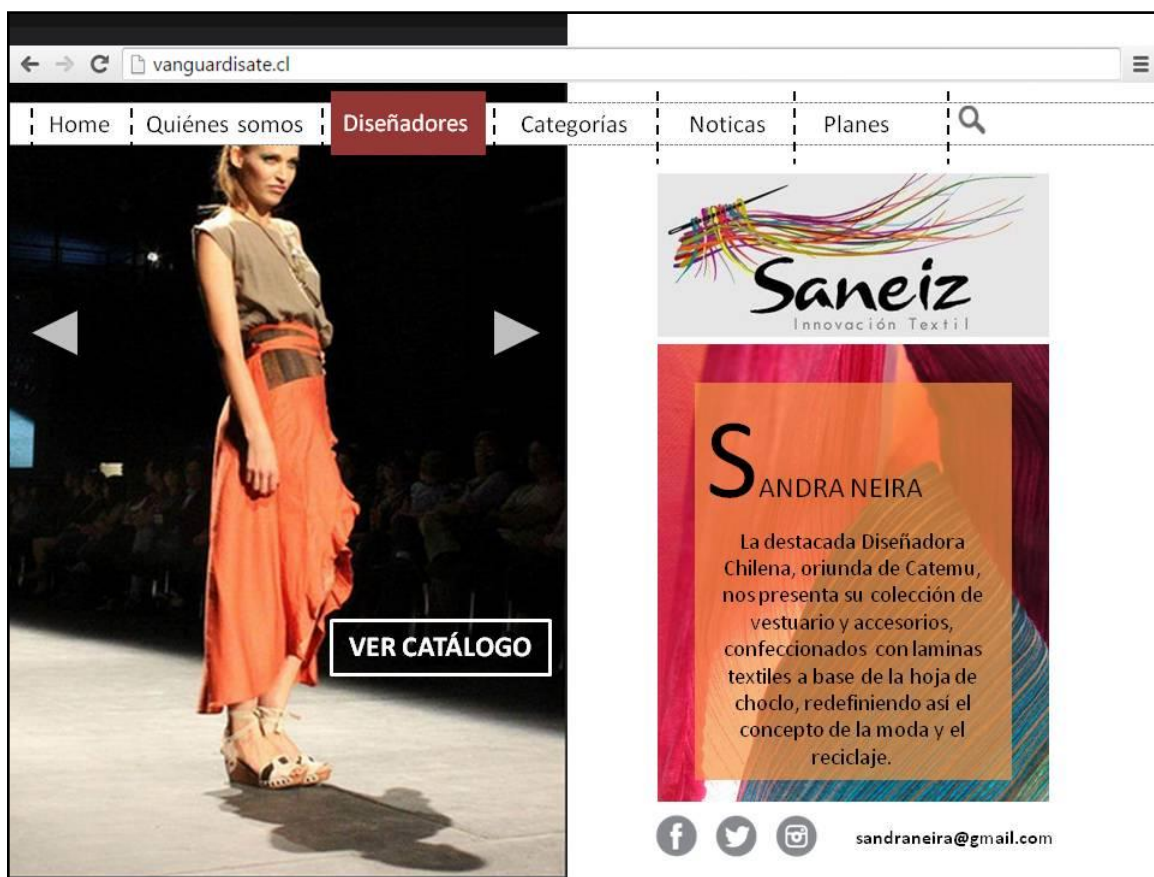 vanguardisate.cl
Home Quiénes somos Diseñadores Categorías Noticas Planes
Saneiz
Innovación Textil
SANDRA NEIRA
La destacada Diseñadora
Chilena, oriunda de Catemu,
nos presenta su colección de
vestuario y accesorios,
confeccionados con laminas
textiles a base de la hoja de
choclo, redefiniendo así el
concepto de la moda y el
reciclaje.
VER CATÁLOGO
sandraneira@gmail.com